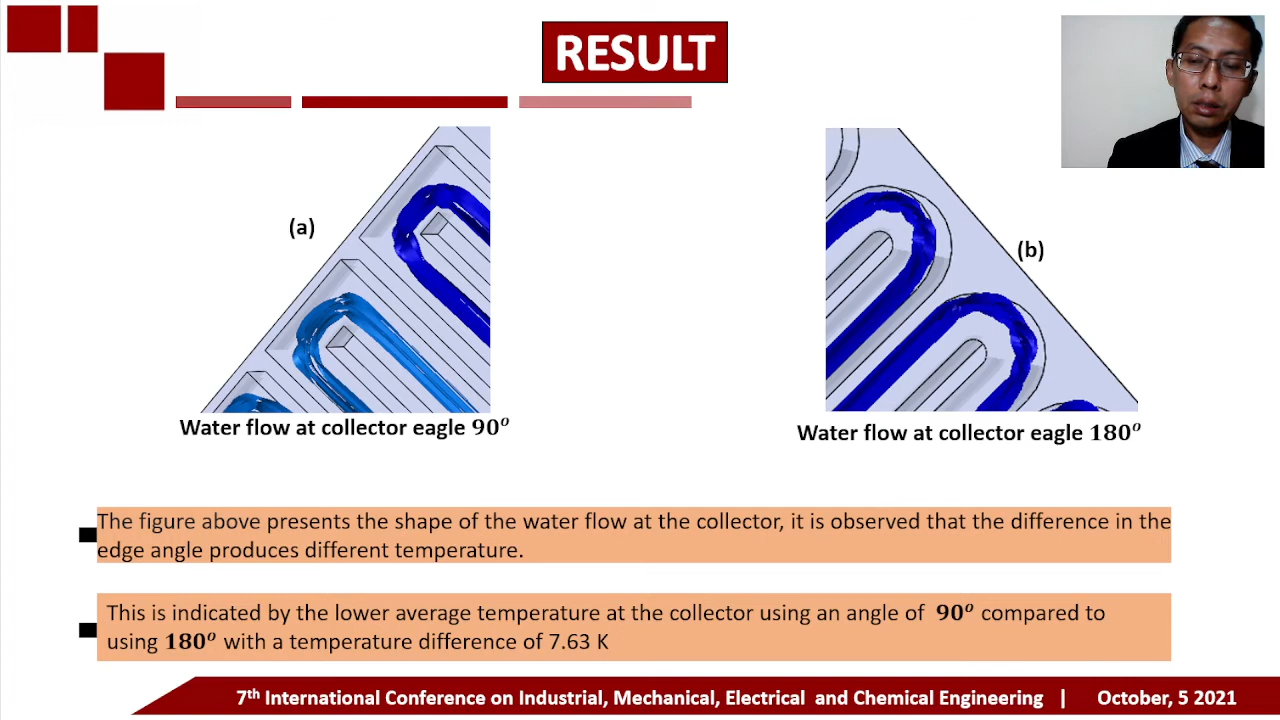 RESULT
(a)
(b)
Water flow at collector eagle 90°
Water flow at collector eagle 180°
The figure above presents the shape of the water flow at the collector, it is observed that the difference in the
edge angle produces different temperature.
This is indicated by the lower average temperature at the collector using an angle of 90° compared to
using 180° with a temperature difference of 7.63 K
7th International Conference on Industrial, Mechanical, Electrical and Chemical Engineering | October, 5 2021